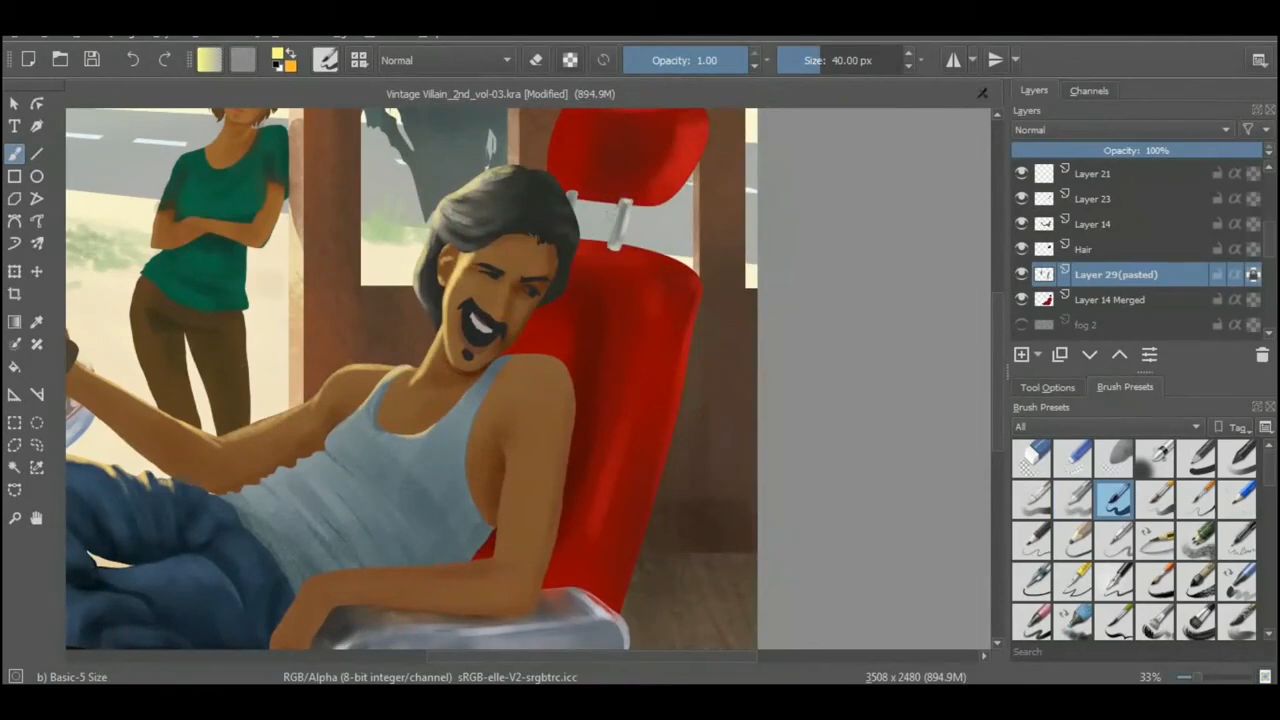 Normal
Opacity: 1.00
Size: 40.00 px
Vintage Villain_2nd_vol-03.kra [Modified] (894.9M)
Layers
Channels
Layers
Normal
Opacity: 100%
Layer 21
Layer 23
Layer 14
Hair
Layer 29(pasted)
Layer 14 Merged
fog 2
Tool Options
Brush Presets
Brush Presets
All
Tag
Search
b) Basic-5 Size
RGB/Alpha (8-bit integer/channel) sRGB-elle-V2-srgbtrc.icc
3508 x 2480 (894.9M)
33%